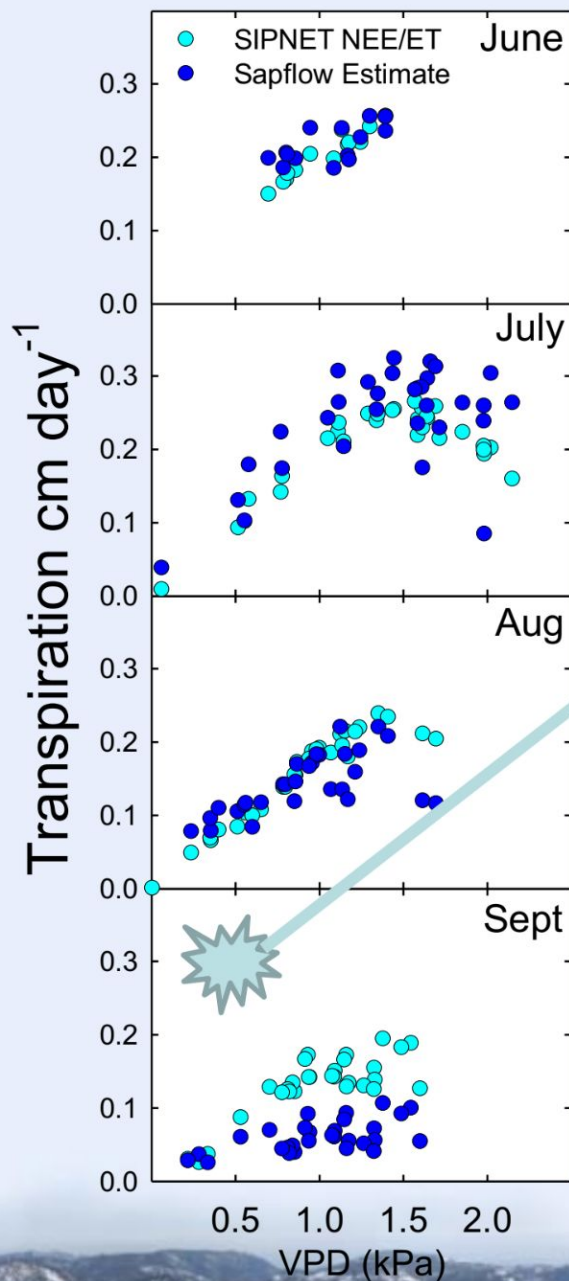 SIPNET NEE/ET
Sapflow Estimate
June
0.3
0.2
0.1
0.0
July
0.3
0.2
0.1
0.0
Aug
0.3
0.2
0.1
0.0
Sept
0.3
0.2
0.1
0.0
Transpiration cm day⁻¹
0.5 1.0 1.5 2.0
VPD (kPa)